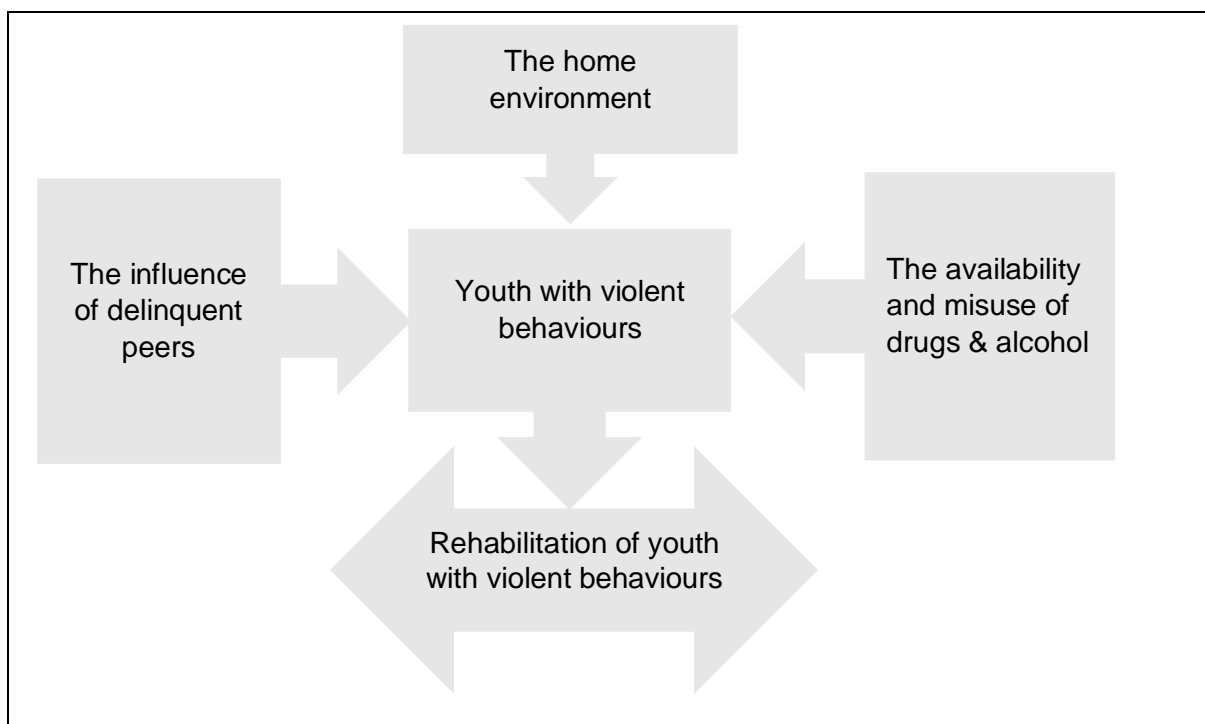 The home
environment
The influence
of delinquent
peers
Youth with violent
behaviours
The availability
and misuse of
drugs & alcohol
Rehabilitation of youth
with violent behaviours